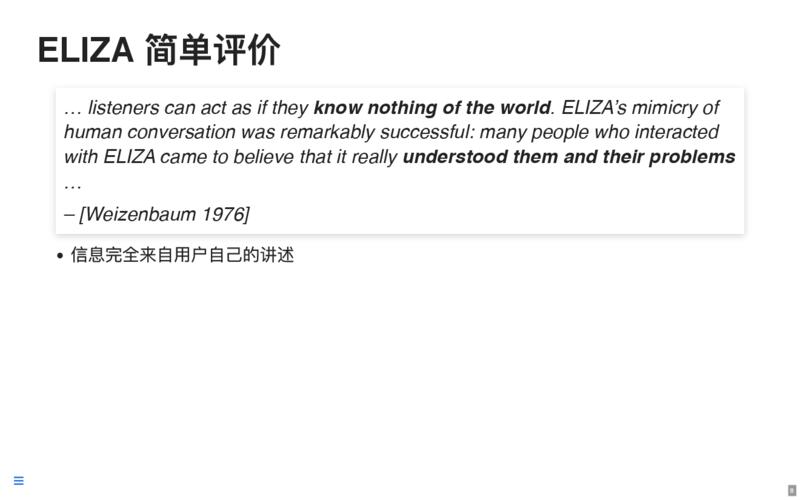 ELIZA 简单评价
… listeners can act as if they know nothing of the world. ELIZA’s mimicry of
human conversation was remarkably successful: many people who interacted
with ELIZA came to believe that it really understood them and their problems
…
– [Weizenbaum 1976]
• 信息完全来自用户自己的讲述